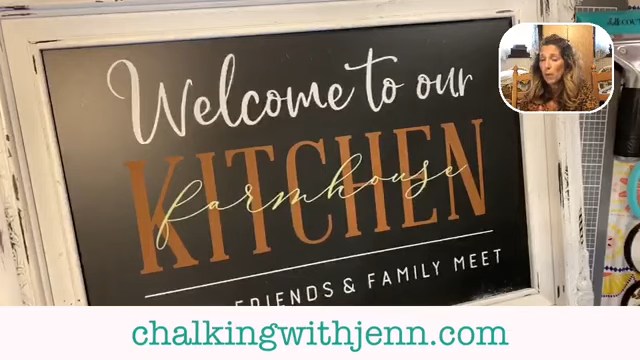 Welcome to our
KITCHEN
farmhouse
FRIENDS & FAMILY MEET
chalkingwithjenn.com